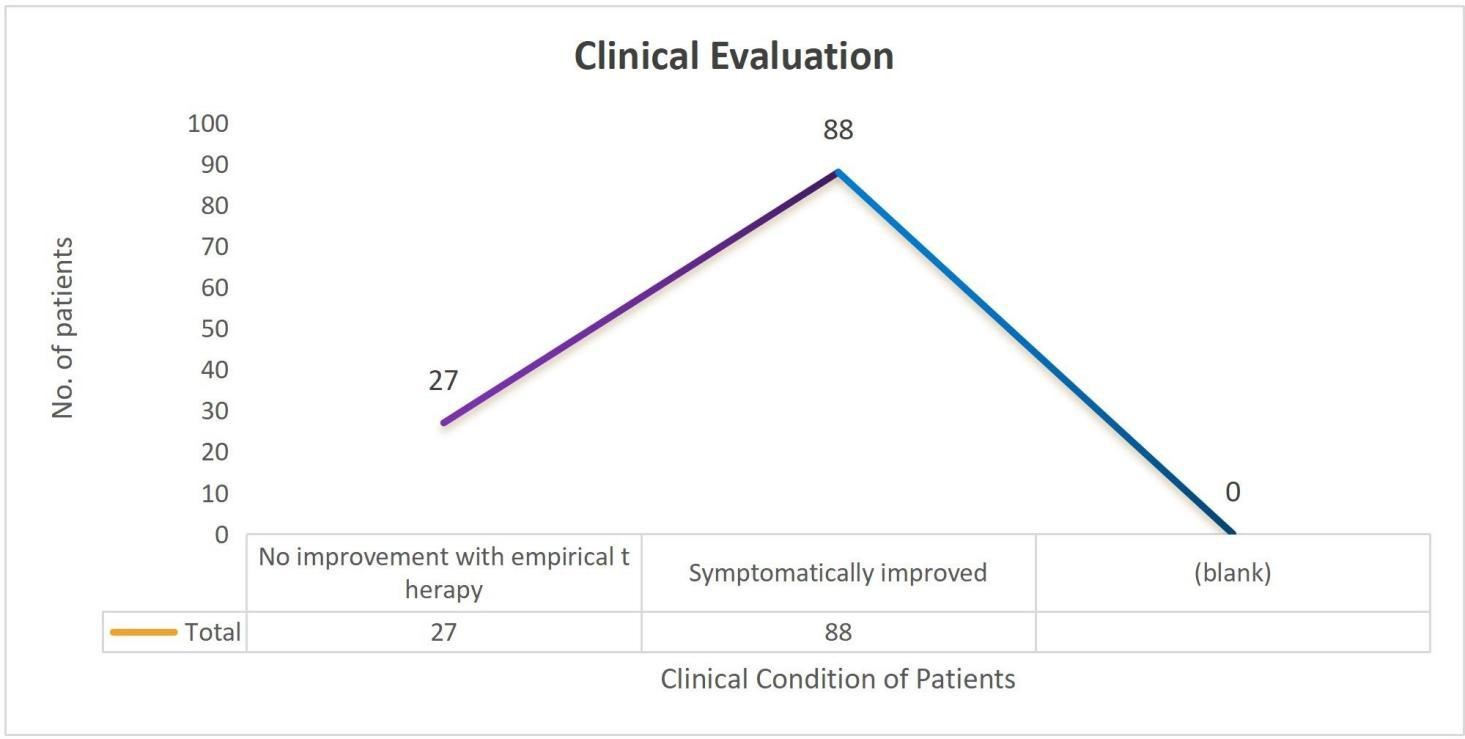 Clinical Evaluation
No. of patients
100
90
80
70
60
50
40
30
20
10
0
27
88
0
No improvement with empirical t
herapy
Symptomatically improved
(blank)
Total
27
88
Clinical Condition of Patients